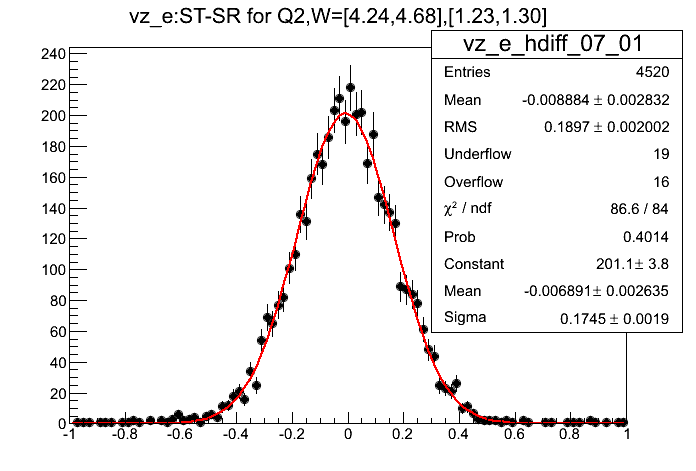 vz_e:ST-SR for Q2,W=[4.24,4.68],[1.23,1.30]
vz_e_hdiff_07_01
Entries 4520
Mean -0.008884 ± 0.002832
RMS 0.1897 ± 0.002002
Underflow 19
Overflow 16
χ² / ndf 86.6 / 84
Prob 0.4014
Constant 201.1 ± 3.8
Mean -0.006891 ± 0.002635
Sigma 0.1745 ± 0.0019
240
220
200
180
160
140
120
100
80
60
40
20
0
-1 -0.8 -0.6 -0.4 -0.2 0 0.2 0.4 0.6 0.8 1